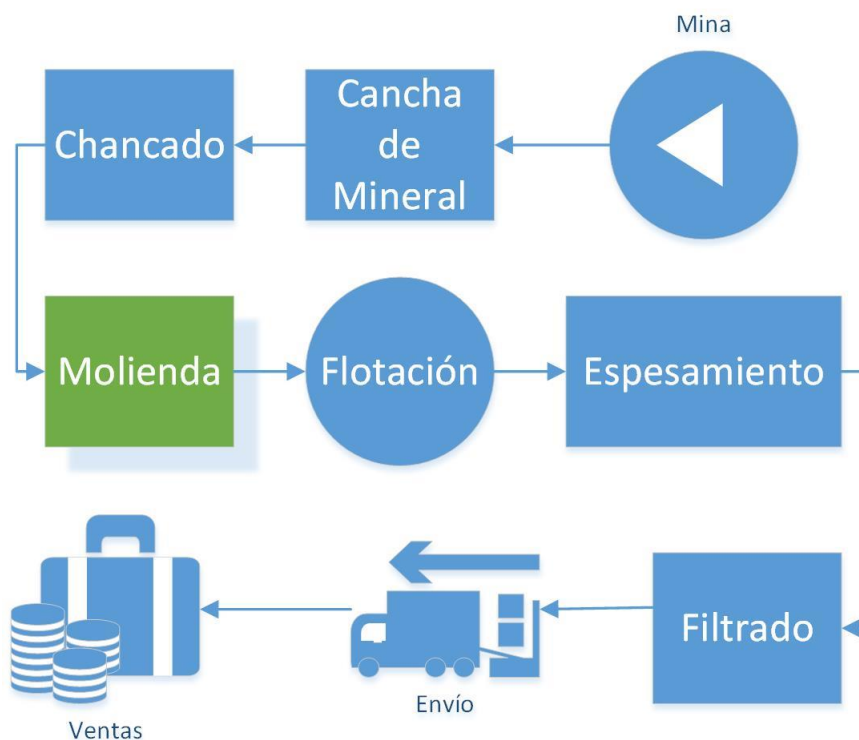 Mina
Cancha
de
Mineral
Chancado
Molienda
Flotación
Espesamiento
Filtrado
Envío
Ventas